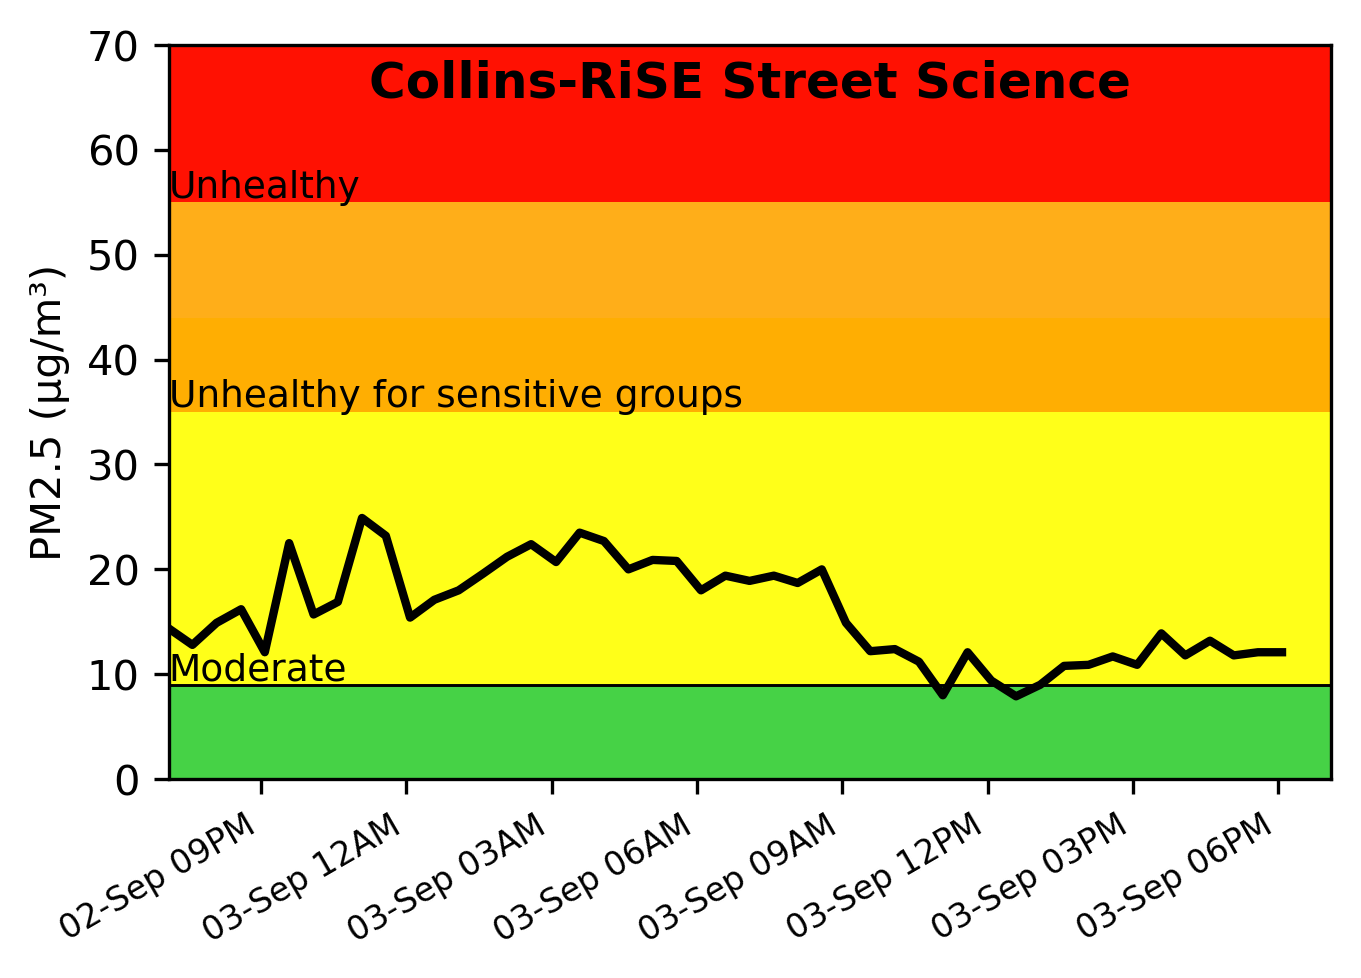 Collins-RiSE Street Science
70
60
Unhealthy
50
40
Unhealthy for sensitive groups
30
20
Moderate
10
0
PM2.5 (µg/m³)
02-Sep 09PM
03-Sep 12AM
03-Sep 03AM
03-Sep 06AM
03-Sep 09AM
03-Sep 12PM
03-Sep 03PM
03-Sep 06PM